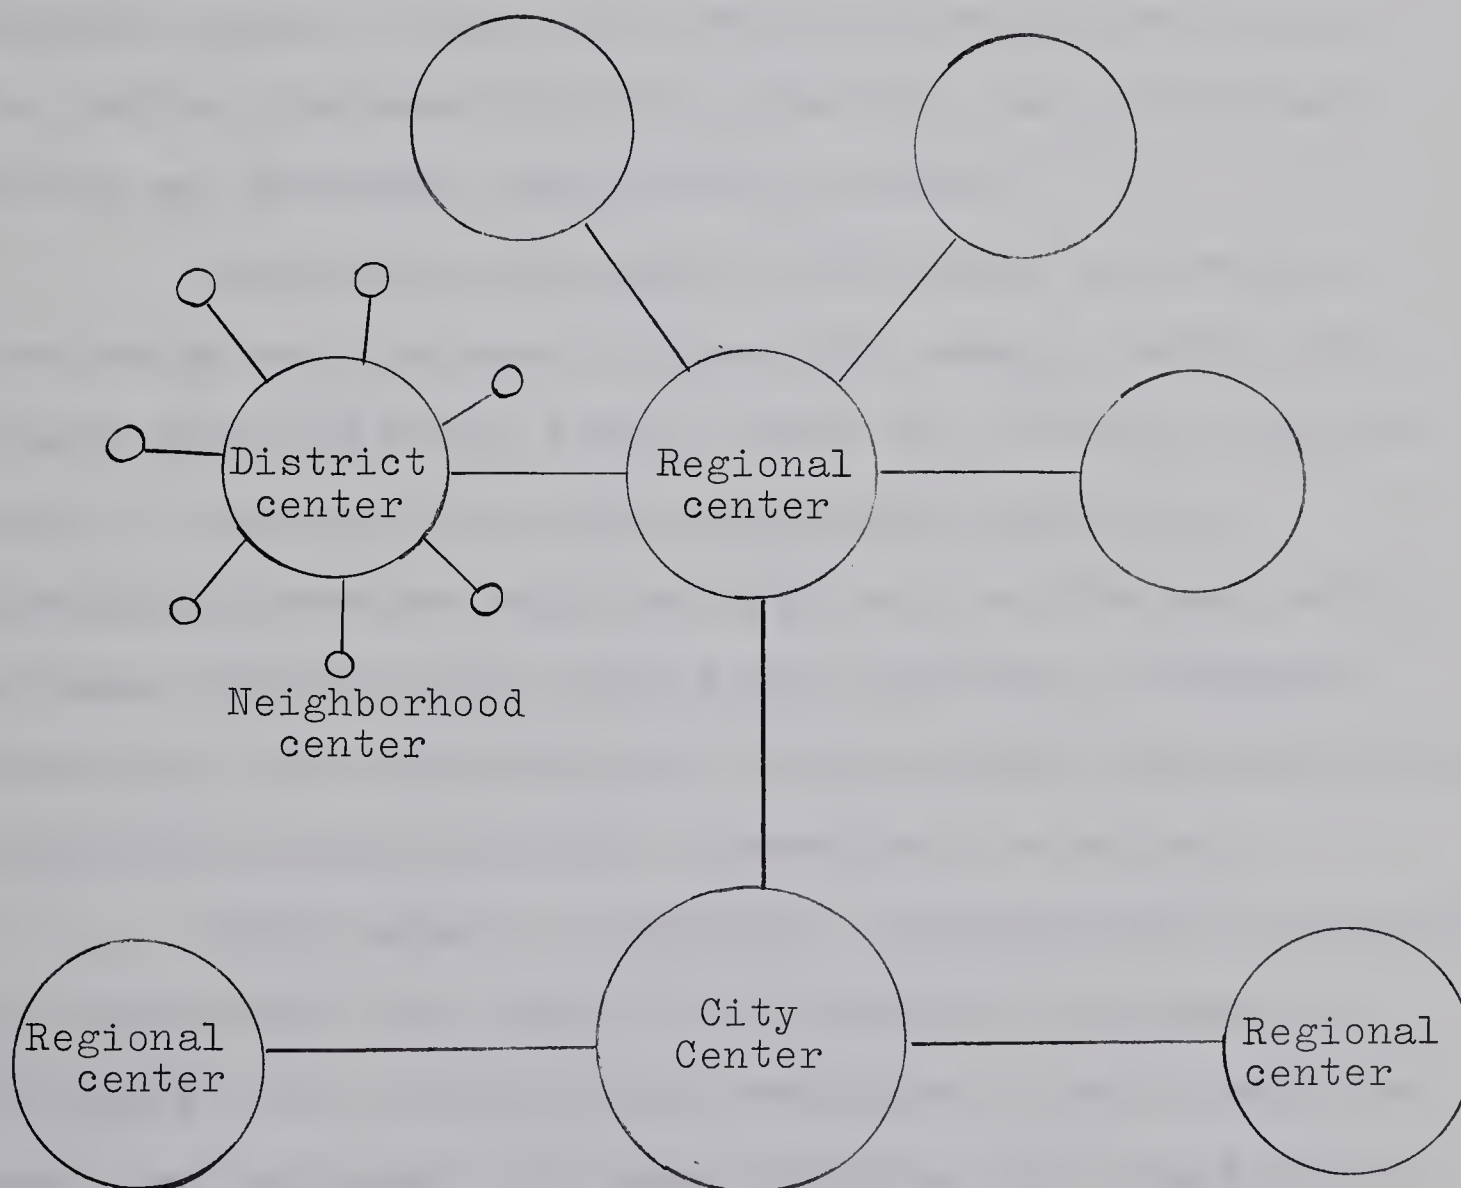 District
center
Regional
center
Neighborhood
center
City
Center
Regional
center
Regional
center